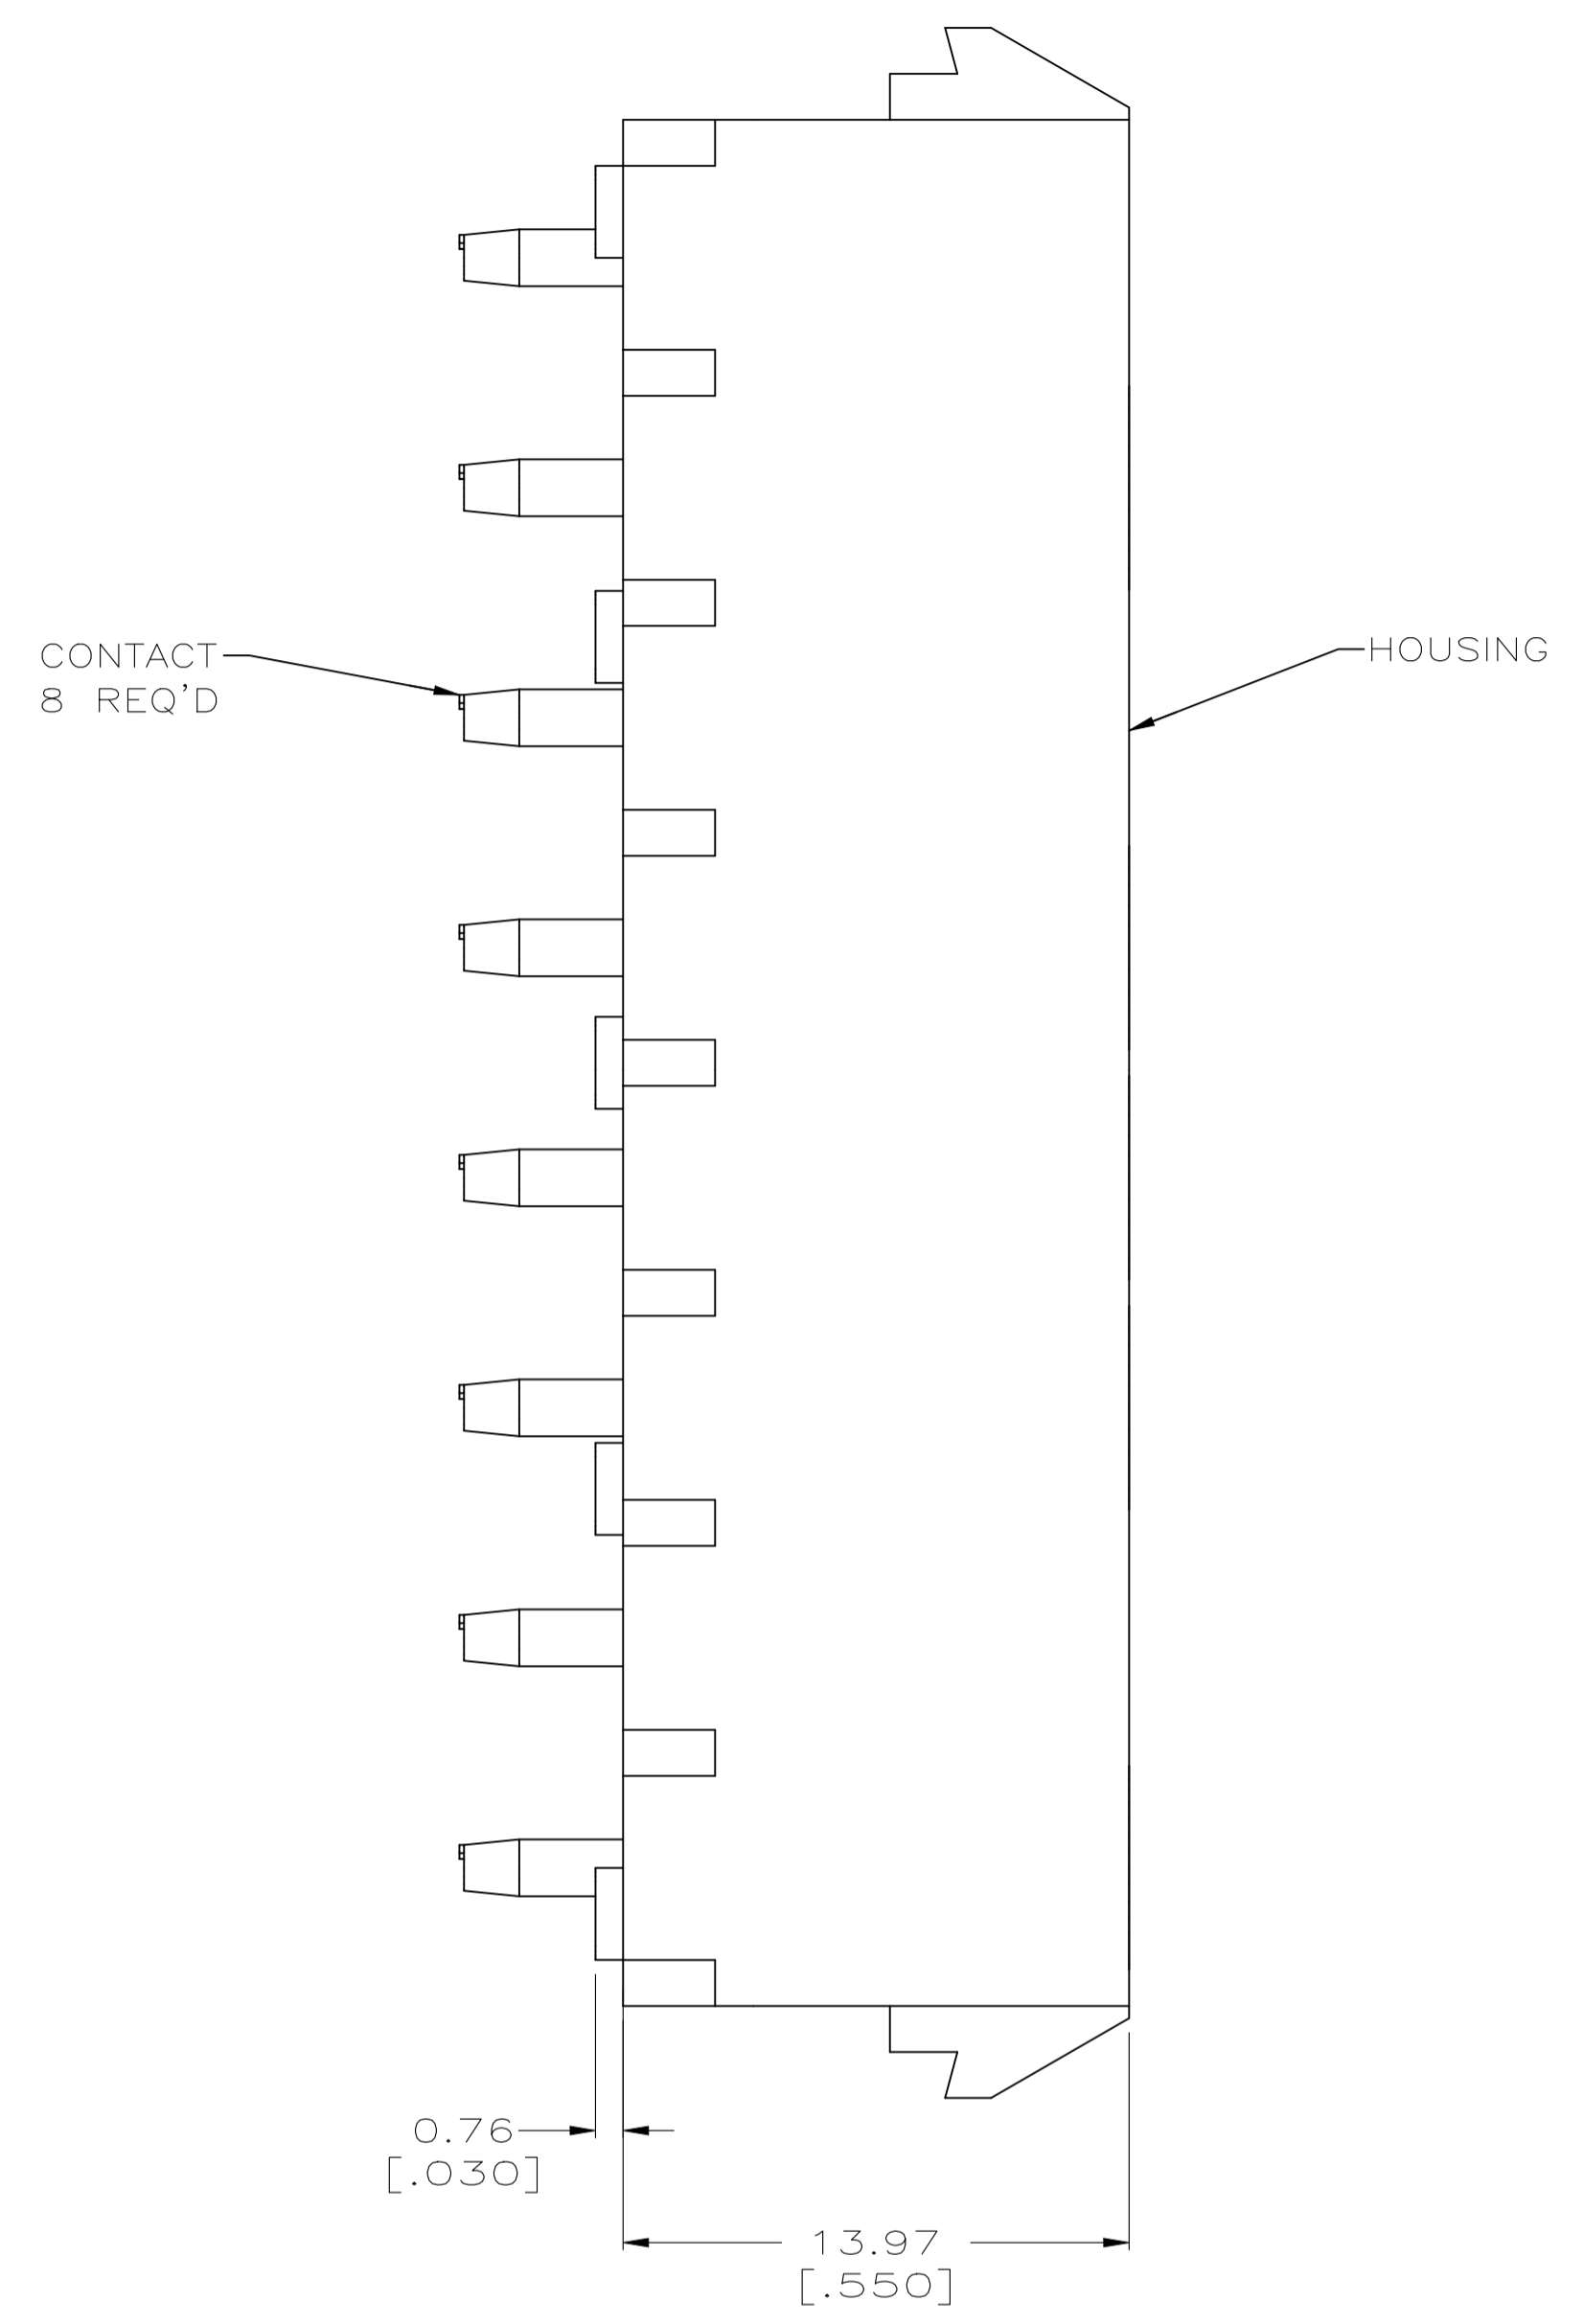 CONTACT
8 REQ'D
HOUSING
0.76
[.030]
13.97
[.550]